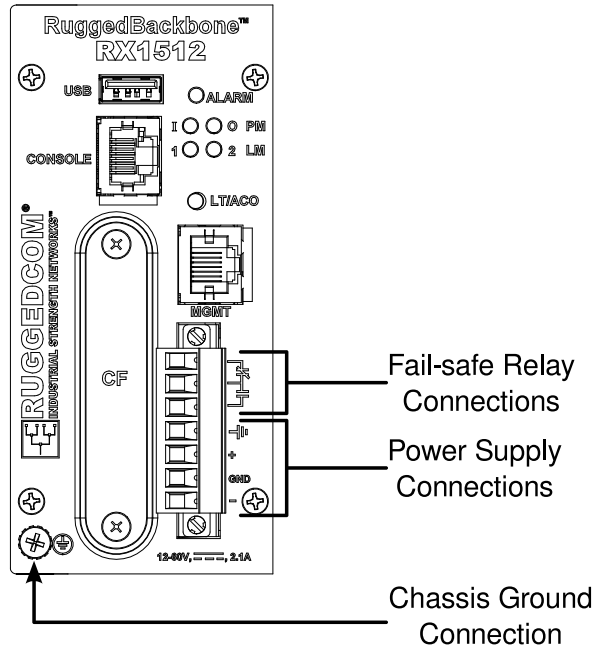 RuggedBackbone™
RX1512
USB
ALARM
I O PM
1 2 LM
CONSOLE
LT/ACO
MGMT
RUGGEDCOM®
INDUSTRIAL STRENGTH NETWORKS™
CF
+
GND
-
12-60V, 2.1A
Fail-safe Relay
Connections
Power Supply
Connections
Chassis Ground
Connection